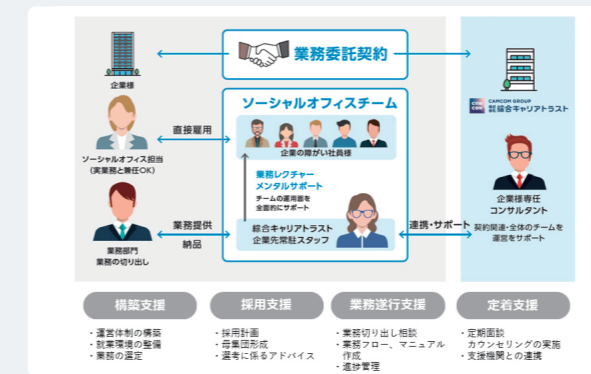 業務委託契約
企業様
CAMCOM GROUP
株式会社 綜合キャリアトラスト
ソーシャルオフィスチーム
直接雇用
企業の障がい社員様
ソーシャルオフィス担当
(実業務と兼任OK)
業務レクチャー
メンタルサポート
チームの運用面を
全面的にサポート
企業様専任
コンサルタント
業務提供
納品
綜合キャリアトラスト
企業先常駐スタッフ
連携・サポート
契約関連・全体のチームを
運営をサポート
業務部門
業務の切り出し
構築支援
採用支援
業務遂行支援
定着支援
・運営体制の構築
・就業環境の整備
・業務の選定
・採用計画
・母集団形成
・選考に係るアドバイス
・業務切り出し相談
・業務フロー、マニュアル
作成
・進捗管理
・定期面談
カウンセリングの実施
・支援機関との連携